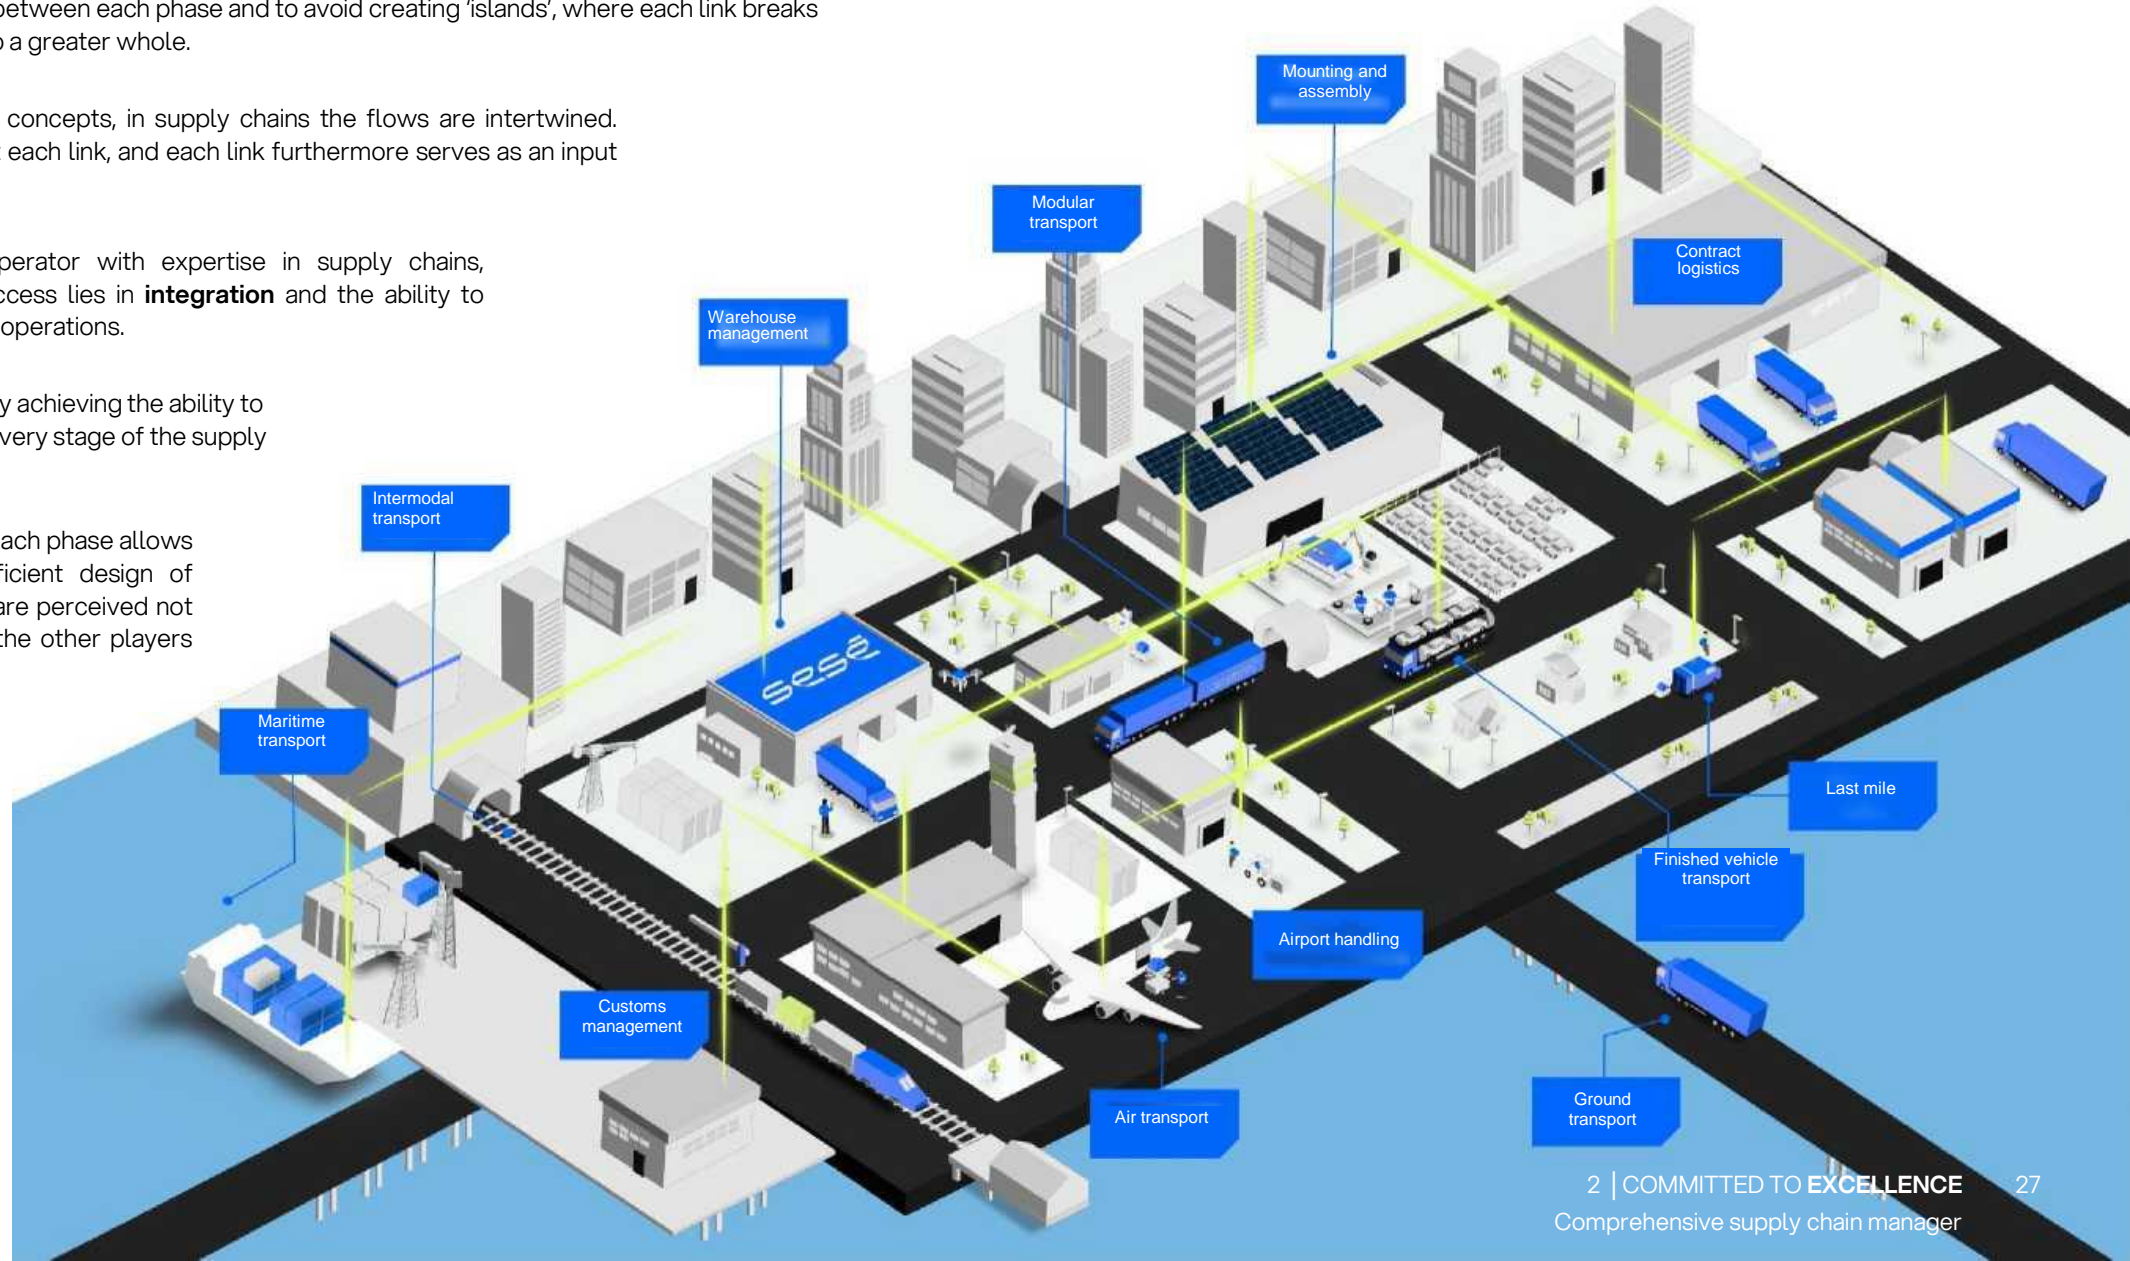 between each phase and to avoid creating 'islands', where each link breaks
a greater whole.
concepts, in supply chains the flows are intertwined.
each link, and each link furthermore serves as an input
perator with expertise in supply chains,
ccess lies in integration and the ability to
operations.
y achieving the ability to
very stage of the supply
ach phase allows
ficient design of
are perceived not
the other players
Mounting and
assembly
Modular
transport
Contract
logistics
Warehouse
management
Intermodal
transport
sesé
Maritime
transport
Last mile
Finished vehicle
transport
Airport handling
Customs
management
Air transport
Ground
transport
2 | COMMITTED TO EXCELLENCE 27
Comprehensive supply chain manager